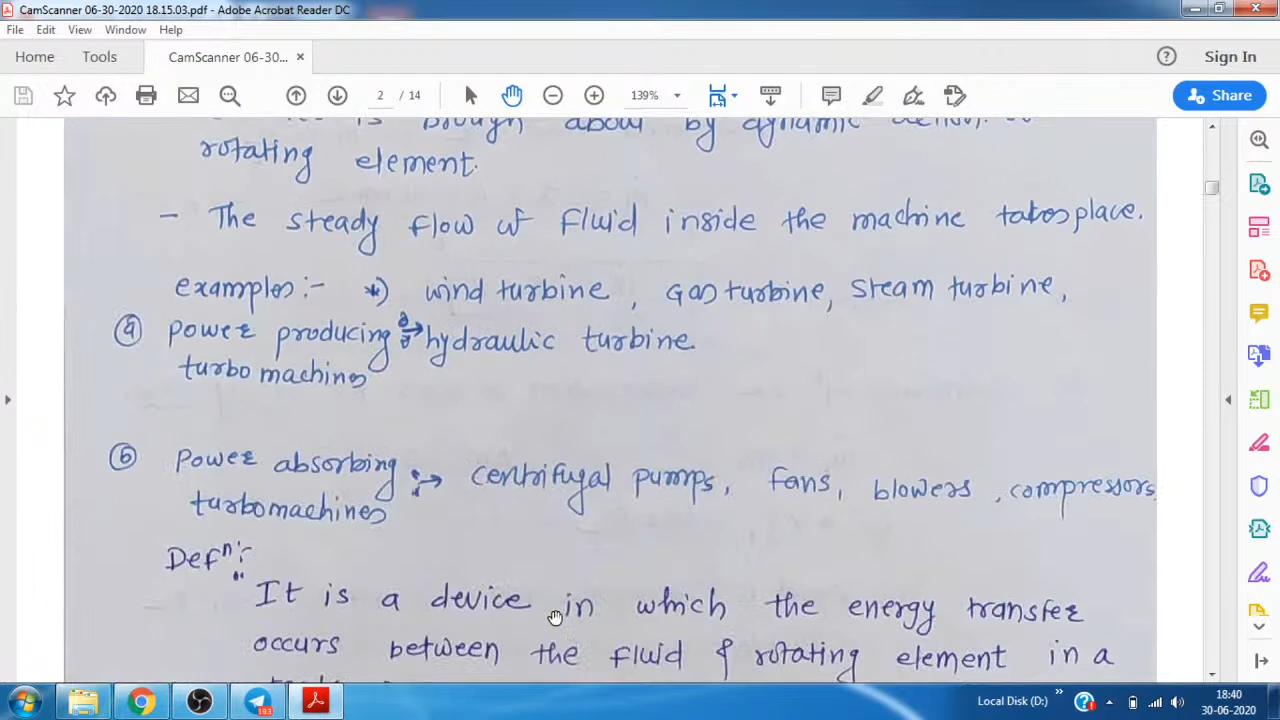 CamScanner 06-30-2020 18.15.03.pdf - Adobe Acrobat Reader DC
File Edit View Window Help
Home Tools CamScanner 06-30... × Sign In
2 / 14 139% Share
is by dynamic
rotating element.
- The steady flow of fluid inside the machine takes place.
examples:- *) wind turbine, Gas turbine, Steam turbine,
ⓐ power producing → hydraulic turbine.
turbo machines
ⓑ power absorbing :→ centrifugal pumps, fans, blowers, compressors
turbomachines
Defn:
"It is a device in which the energy transfer
occurs between the fluid & rotating element in a
193 Local Disk (D:) » 18:40
30-06-2020